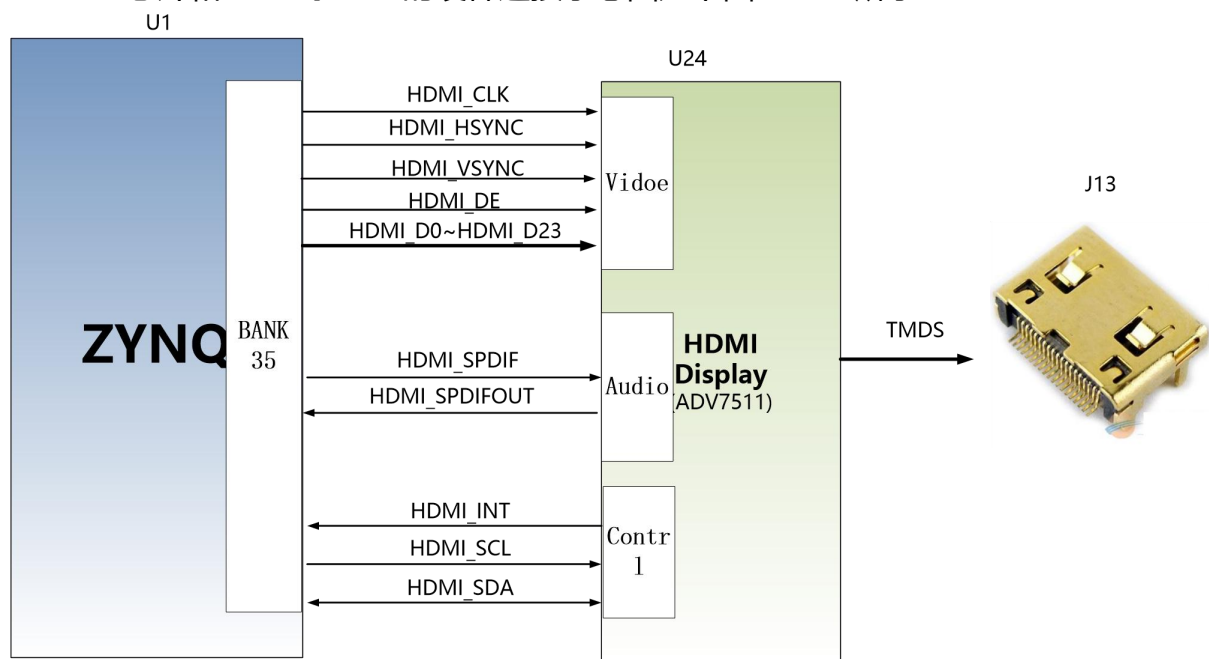 U1
U24
HDMI_CLK
HDMI_HSYNC
HDMI_VSYNC
HDMI_DE
HDMI_D0~HDMI_D23
Vidoe
J13
ZYNQ
BANK
35
HDMI_SPDIF
HDMI_SPDIFOUT
Audio
HDMI
Display
(ADV7511)
TMDS
HDMI_INT
HDMI_SCL
HDMI_SDA
Contr
l